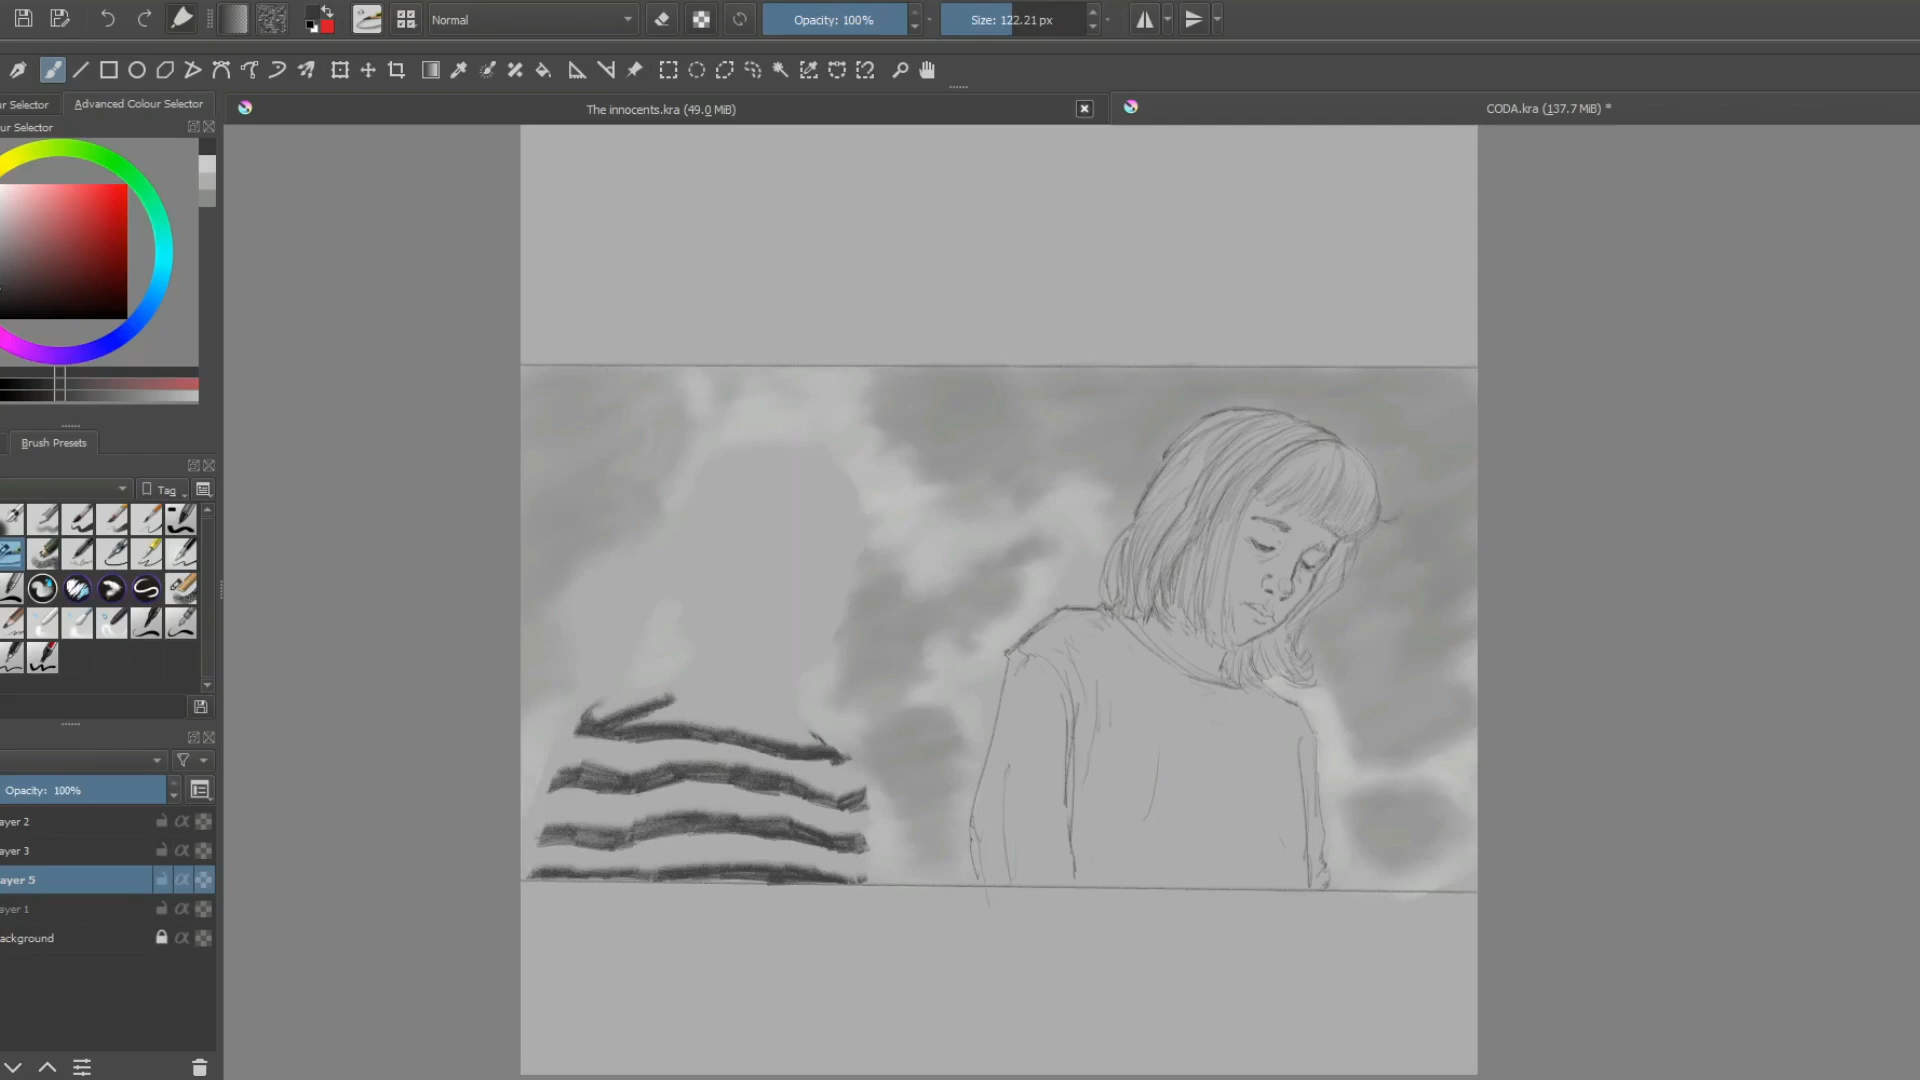 Normal
Opacity: 100%
Size: 122.21 px
ur Selector
Advanced Colour Selector
The innocents.kra (49.0 MiB)
CODA.kra (137.7 MiB) *
ur Selector
Brush Presets
Tag
Opacity: 100%
ayer 2
ayer 3
ayer 5
ayer 1
ackground